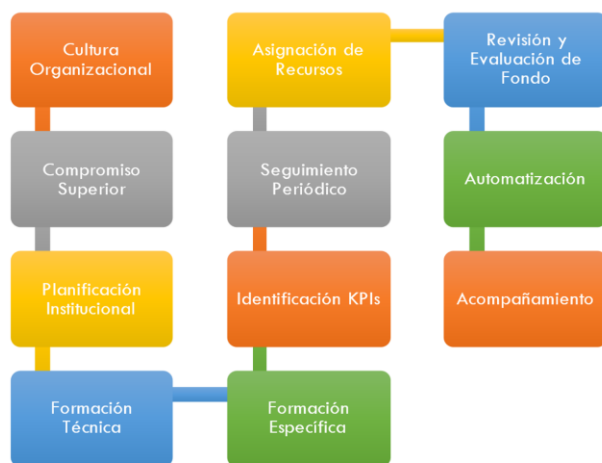 Cultura
Organizacional
Compromiso
Superior
Planificación
Institucional
Formación
Técnica
Formación
Específica
Identificación KPIs
Seguimiento
Periódico
Asignación de
Recursos
Revisión y
Evaluación de
Fondo
Automatización
Acompañamiento